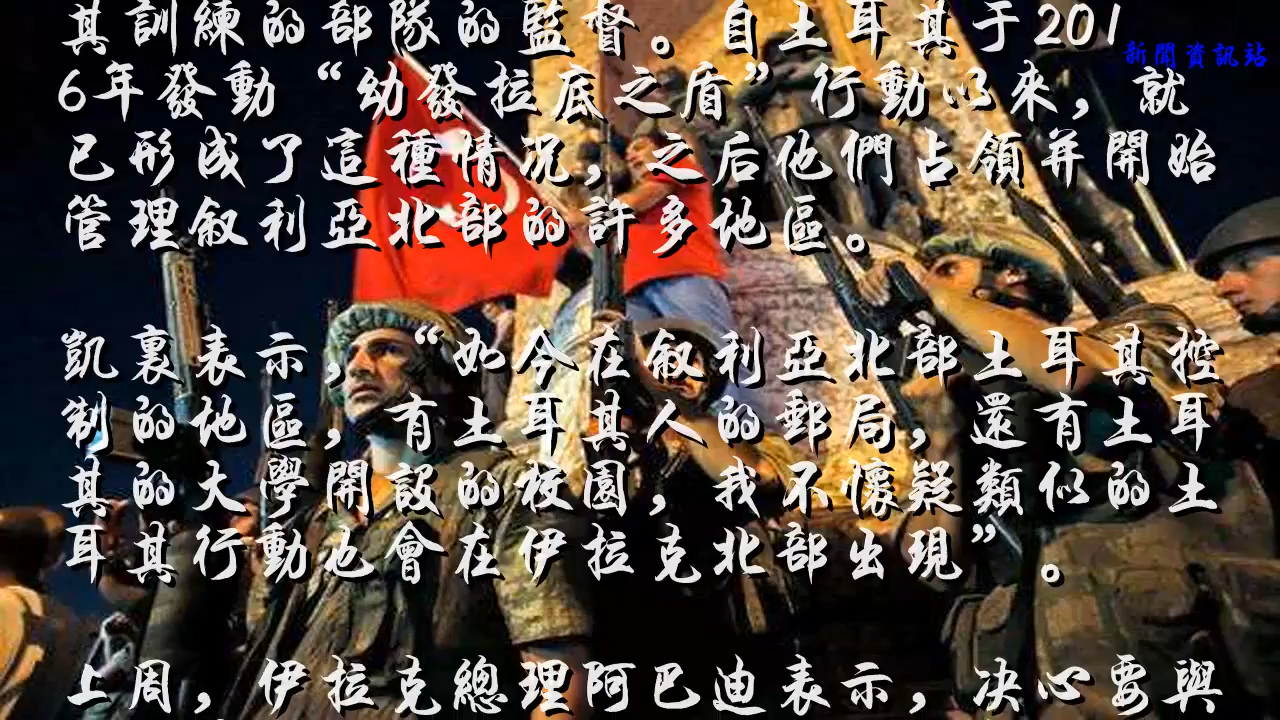 其訓練的部隊的監督。自土耳其于201
新聞資訊站
6年發動“幼發拉底之盾”行動以來，就
已形成了這種情况，之后他們占領并開始
管理叙利亞北部的許多地區。
凱裏表示，“如今在叙利亞北部土耳其控
制的地區，有土耳其人的郵局，還有土耳
其的大學開設的校園，我不懷疑類似的土
耳其行動也會在伊拉克北部出現”。
上周，伊拉克總理阿巴迪表示，决心要與